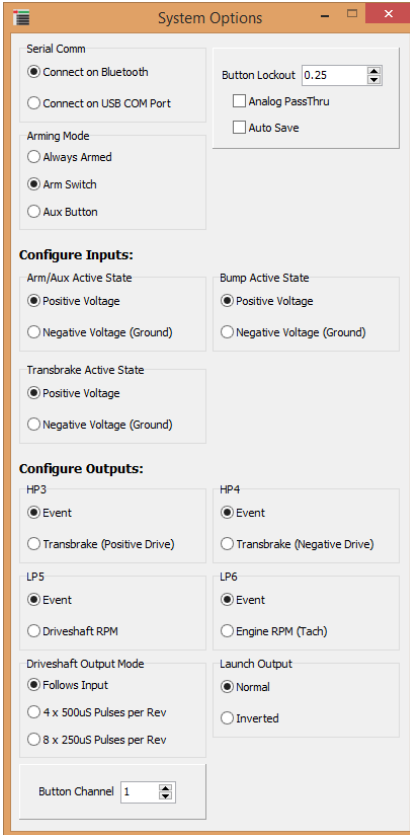 System Options
Serial Comm
Connect on Bluetooth
Connect on USB COM Port
Button Lockout 0.25
Analog PassThru
Auto Save
Arming Mode
Always Armed
Arm Switch
Aux Button
Configure Inputs:
Arm/Aux Active State
Positive Voltage
Negative Voltage (Ground)
Bump Active State
Positive Voltage
Negative Voltage (Ground)
Transbrake Active State
Positive Voltage
Negative Voltage (Ground)
Configure Outputs:
HP3
Event
Transbrake (Positive Drive)
HP4
Event
Transbrake (Negative Drive)
LP5
Event
Driveshaft RPM
LP6
Event
Engine RPM (Tach)
Driveshaft Output Mode
Follows Input
4 x 500uS Pulses per Rev
8 x 250uS Pulses per Rev
Launch Output
Normal
Inverted
Button Channel 1